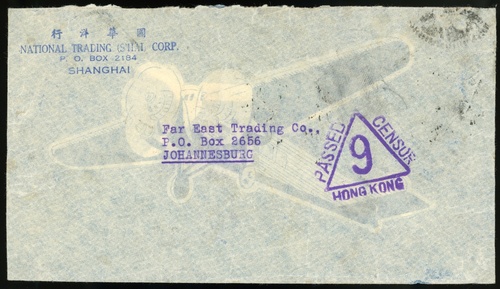 國華洋行
NATIONAL TRADING (S'HAI) CORP.
P. O. BOX 2184
SHANGHAI
Far East Trading Co.,
P.O. Box 2656
JOHANNESBURG
PASSED
CENSOR
9
HONG KONG